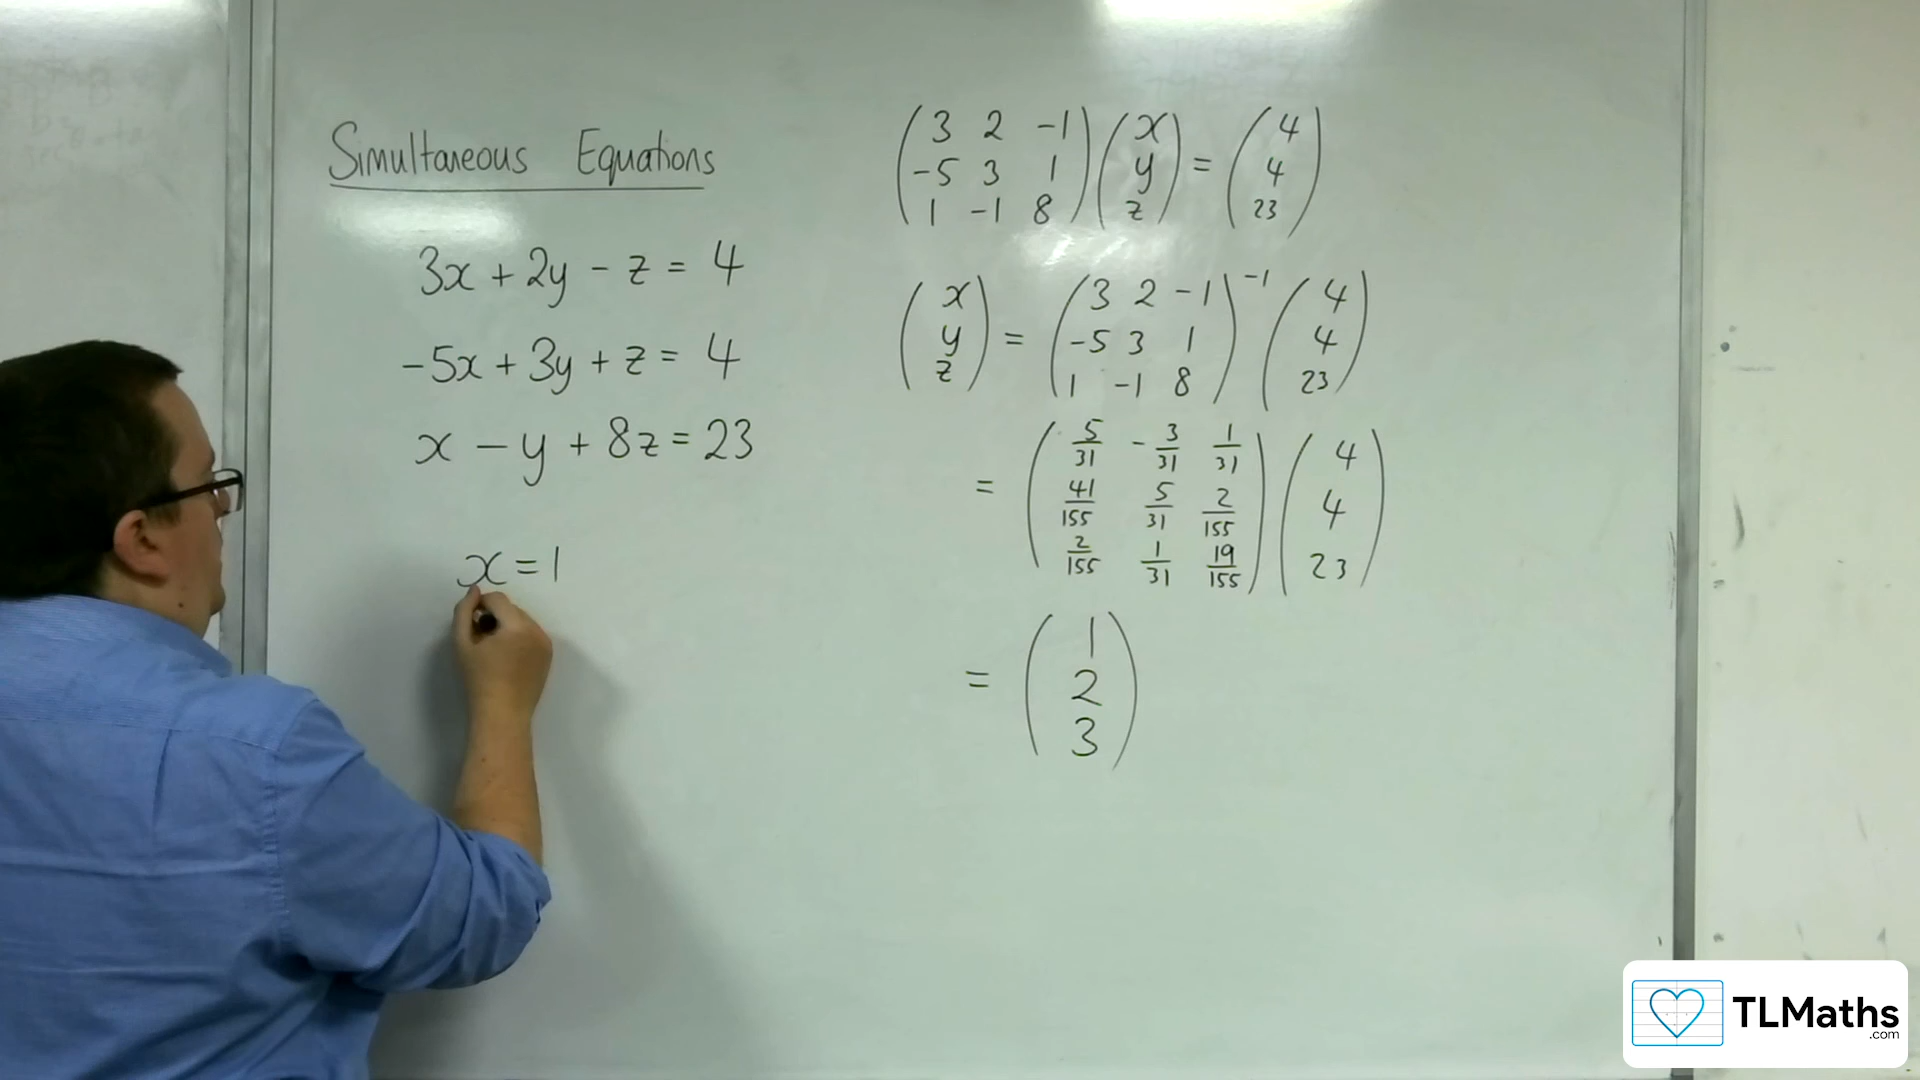 Simultaneous Equations
3x + 2y - z = 4
-5x + 3y + z = 4
x - y + 8z = 23
x = 1
(3 2 -1) (x) = (4)
(-5 3 1) (y) (4)
(1 -1 8) (z) (23)
(x) = (3 2 -1)⁻¹ (4)
(y) (-5 3 1) (4)
(z) (1 -1 8) (23)
= (5/31 -3/31 1/31) (4)
(41/155 5/31 2/155) (4)
(2/155 1/31 19/155) (23)
= (1)
(2)
(3)
TLMaths
.com